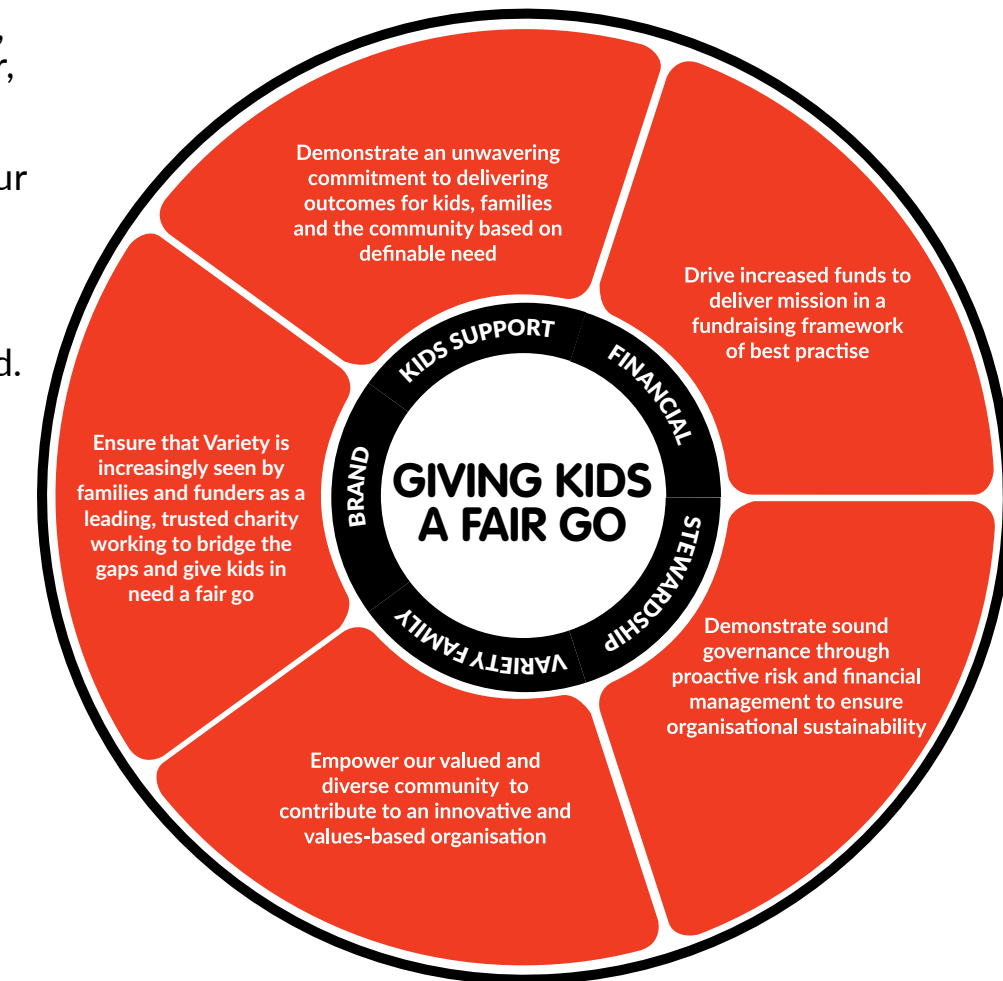 ,
r,
ur
d.
Demonstrate an unwavering
commitment to delivering
outcomes for kids, families
and the community based on
definable need
Drive increased funds to
deliver mission in a
fundraising framework
of best practise
Demonstrate sound
governance through
proactive risk and financial
management to ensure
organisational sustainability
Empower our valued and
diverse community to
contribute to an innovative and
values-based organisation
Ensure that Variety is
increasingly seen by
families and funders as a
leading, trusted charity
working to bridge the
gaps and give kids in
need a fair go
KIDS SUPPORT
FINANCIAL
STEWARDSHIP
VARIETY FAMILY
BRAND
GIVING KIDS
A FAIR GO